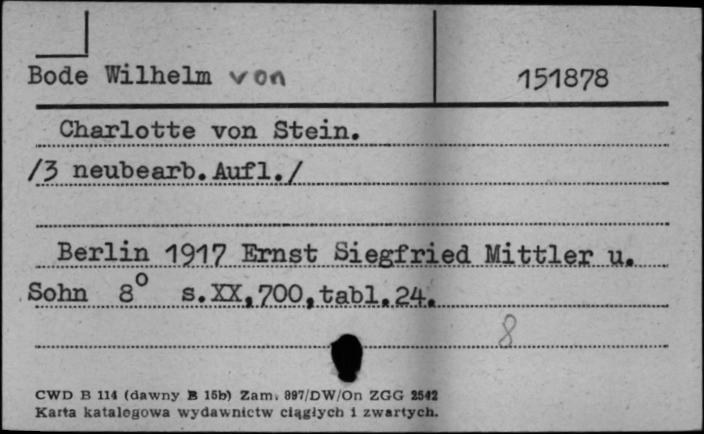 Bode Wilhelm von 151878
Charlotte von Stein.
/3 neubearb. Aufl./
Berlin 1917 Ernst Siegfried Mittler u.
Sohn 8° s.XX,700,tabl.24.
8
CWD B 114 (dawny B 15b) Zam. 897/DW/On ZGG 2542
Karta katalogowa wydawnictw ciągłych i zwartych.